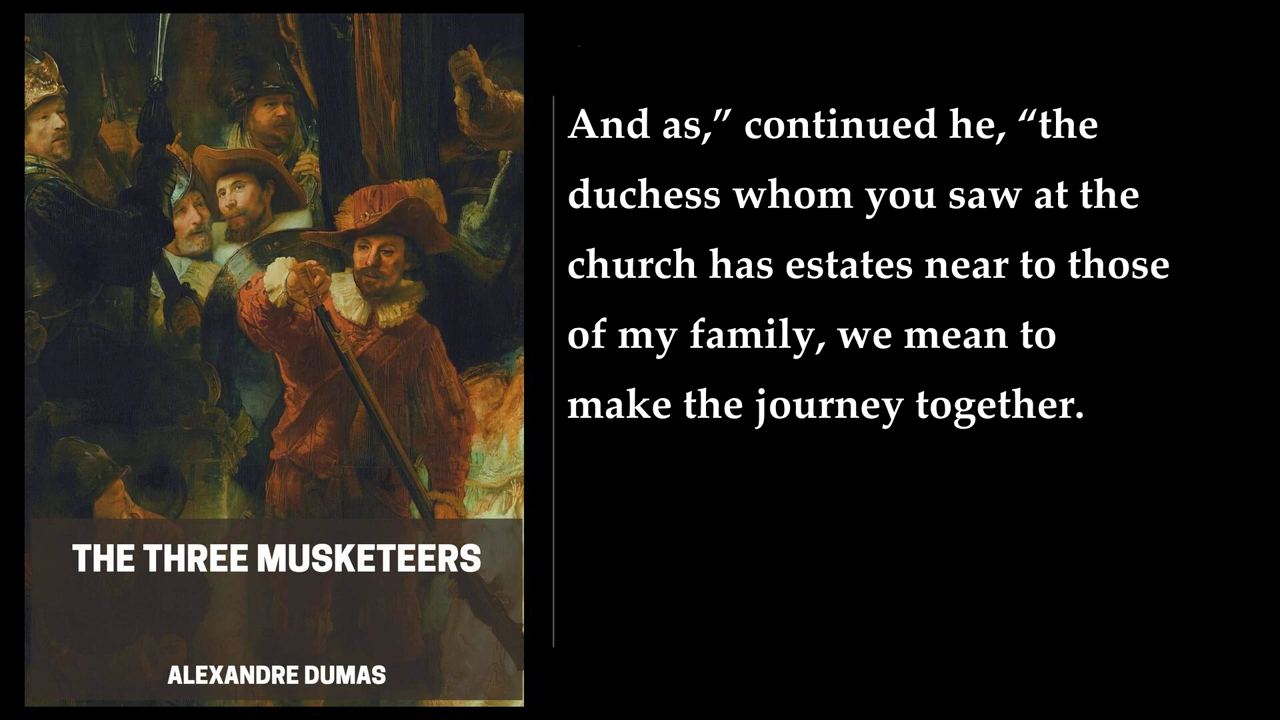 THE THREE MUSKETEERS
ALEXANDRE DUMAS
And as,” continued he, “the
duchess whom you saw at the
church has estates near to those
of my family, we mean to
make the journey together.